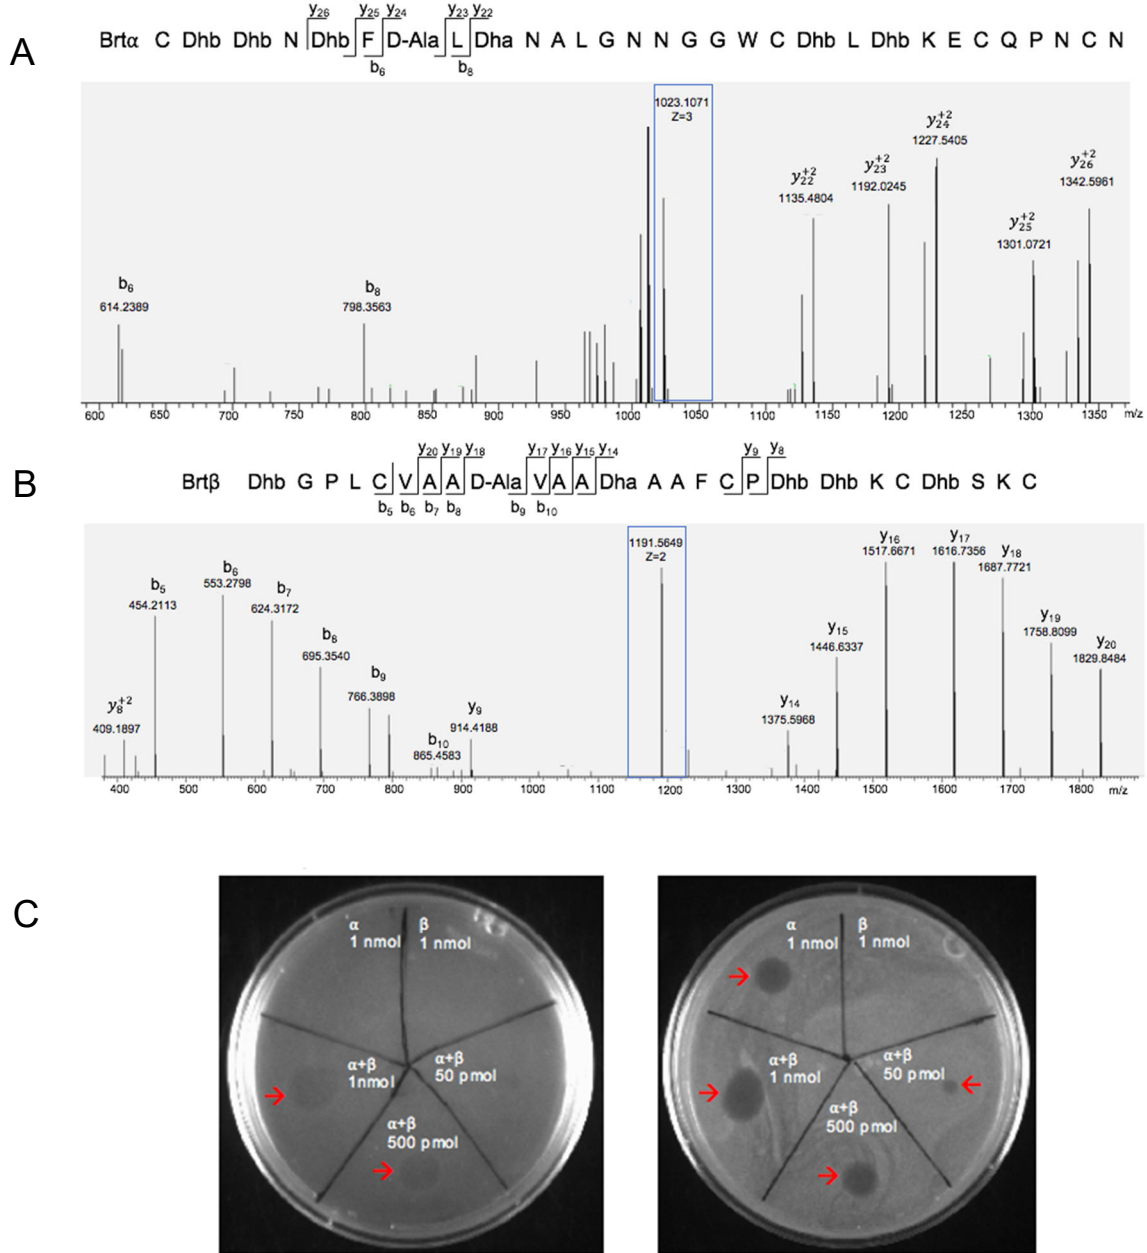 A
y26 y25 y24 y23 y22
Brtα C Dhb Dhb N Dhb F D-Ala L Dha N A L G N N G G W C Dhb L Dhb K E C Q P N C N
b6 b8
1023.1071
Z=3
y24+2
1227.5405
y26+2
1342.5961
y23+2
1192.0245
y22+2
1135.4804
y25+2
1301.0721
b6
614.2389
b8
798.3563
600 650 700 750 800 850 900 950 1000 1050 1100 1150 1200 1250 1300 1350 m/z
B
y20 y19 y18 y17 y16 y15 y14 y9 y8
Brtβ Dhb G P L C V A A D-Ala V A A Dha A A F C P Dhb Dhb K C Dhb S K C
b5 b6 b7 b8 b9 b10
1191.5649
Z=2
y16
1517.6671
y17
1616.7356
y18
1687.7721
b5
454.2113
b6
553.2798
b7
624.3172
b8
695.3540
b9
766.3898
y15
1446.6337
y19
1758.8099
y20
1829.8484
y8+2
409.1897
b10
865.4583
y9
914.4188
y14
1375.5968
400 500 600 700 800 900 1000 1100 1200 1300 1400 1500 1600 1700 1800 m/z
C
α
1 nmol
β
1 nmol
α+β
1nmol
α+β
50 pmol
α+β
500 pmol
α
1 nmol
β
1 nmol
α+β
1 nmol
α+β
50 pmol
α+β
500 pmol